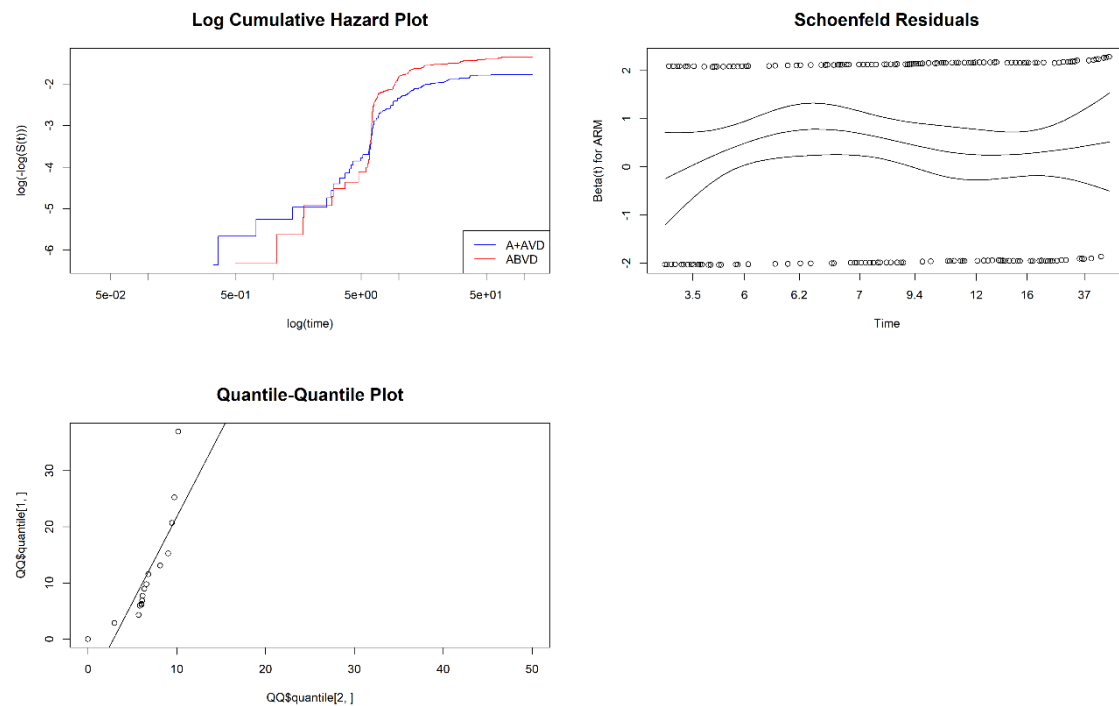 Log Cumulative Hazard Plot
log(-log(S(t)))
-2
-3
-4
-5
-6
A+AVD
ABVD
5e-02 5e-01 5e+00 5e+01
log(time)
Schoenfeld Residuals
Beta(t) for ARM
2
1
0
-1
-2
3.5 6 6.2 7 9.4 12 16 37
Time
Quantile-Quantile Plot
QQ$quantile[1, ]
30
20
10
0
0 10 20 30 40 50
QQ$quantile[2, ]